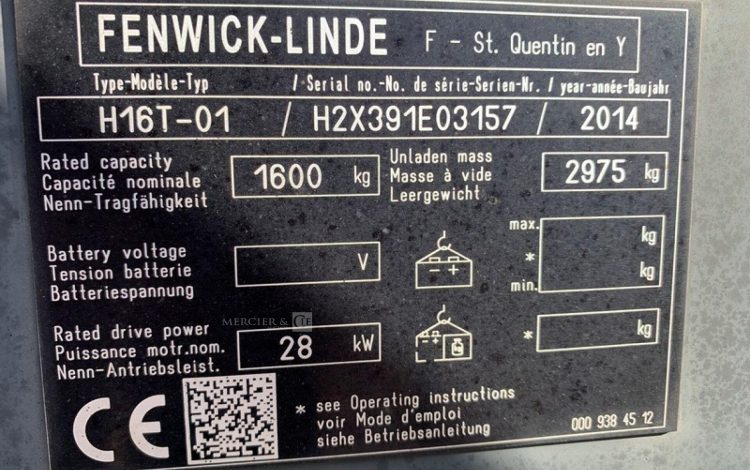 FENWICK-LINDE F - St. Quentin en Y
Type-Modèle-Typ / Serial no.-No. de série-Serien-Nr. / year-année-Baujahr
H16T-01 / H2X391E03157 / 2014
Rated capacity
Capacité nominale
Nenn-Tragfähigkeit
1600 kg
Unladen mass
Masse à vide
Leergewicht
2975 kg
Battery voltage
Tension batterie
Batteriespannung
V
- +
max. kg
*
min. kg
MERCIER & CIE
Rated drive power
Puissance motr.nom.
Nenn-Antriebsleist.
28 kW
- + kg
* kg
CE
* see Operating instructions
voir Mode d'emploi
siehe Betriebsanleitung
000 938 45 12